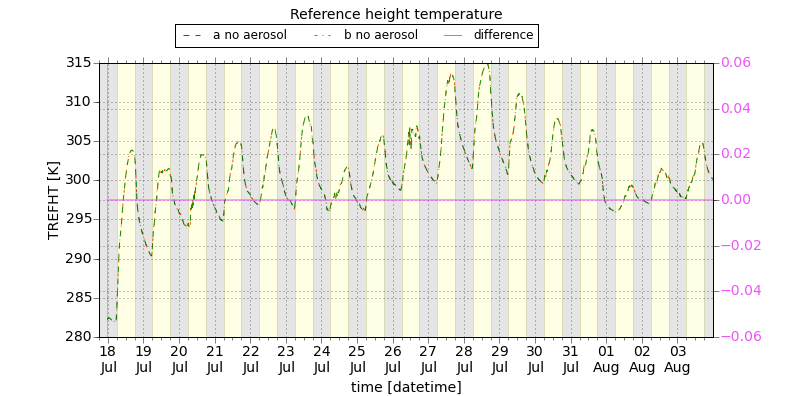 Reference height temperature
a no aerosol b no aerosol difference
315
310
305
300
295
290
285
280
TREFHT [K]
0.06
0.04
0.02
0.00
−0.02
−0.04
−0.06
18 19 20 21 22 23 24 25 26 27 28 29 30 31 01 02 03
Jul Jul Jul Jul Jul Jul Jul Jul Jul Jul Jul Jul Jul Jul Aug Aug Aug
time [datetime]